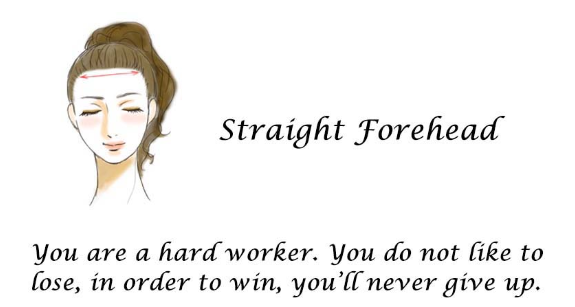 Straight Forehead
You are a hard worker. You do not like to
lose, in order to win, you'll never give up.